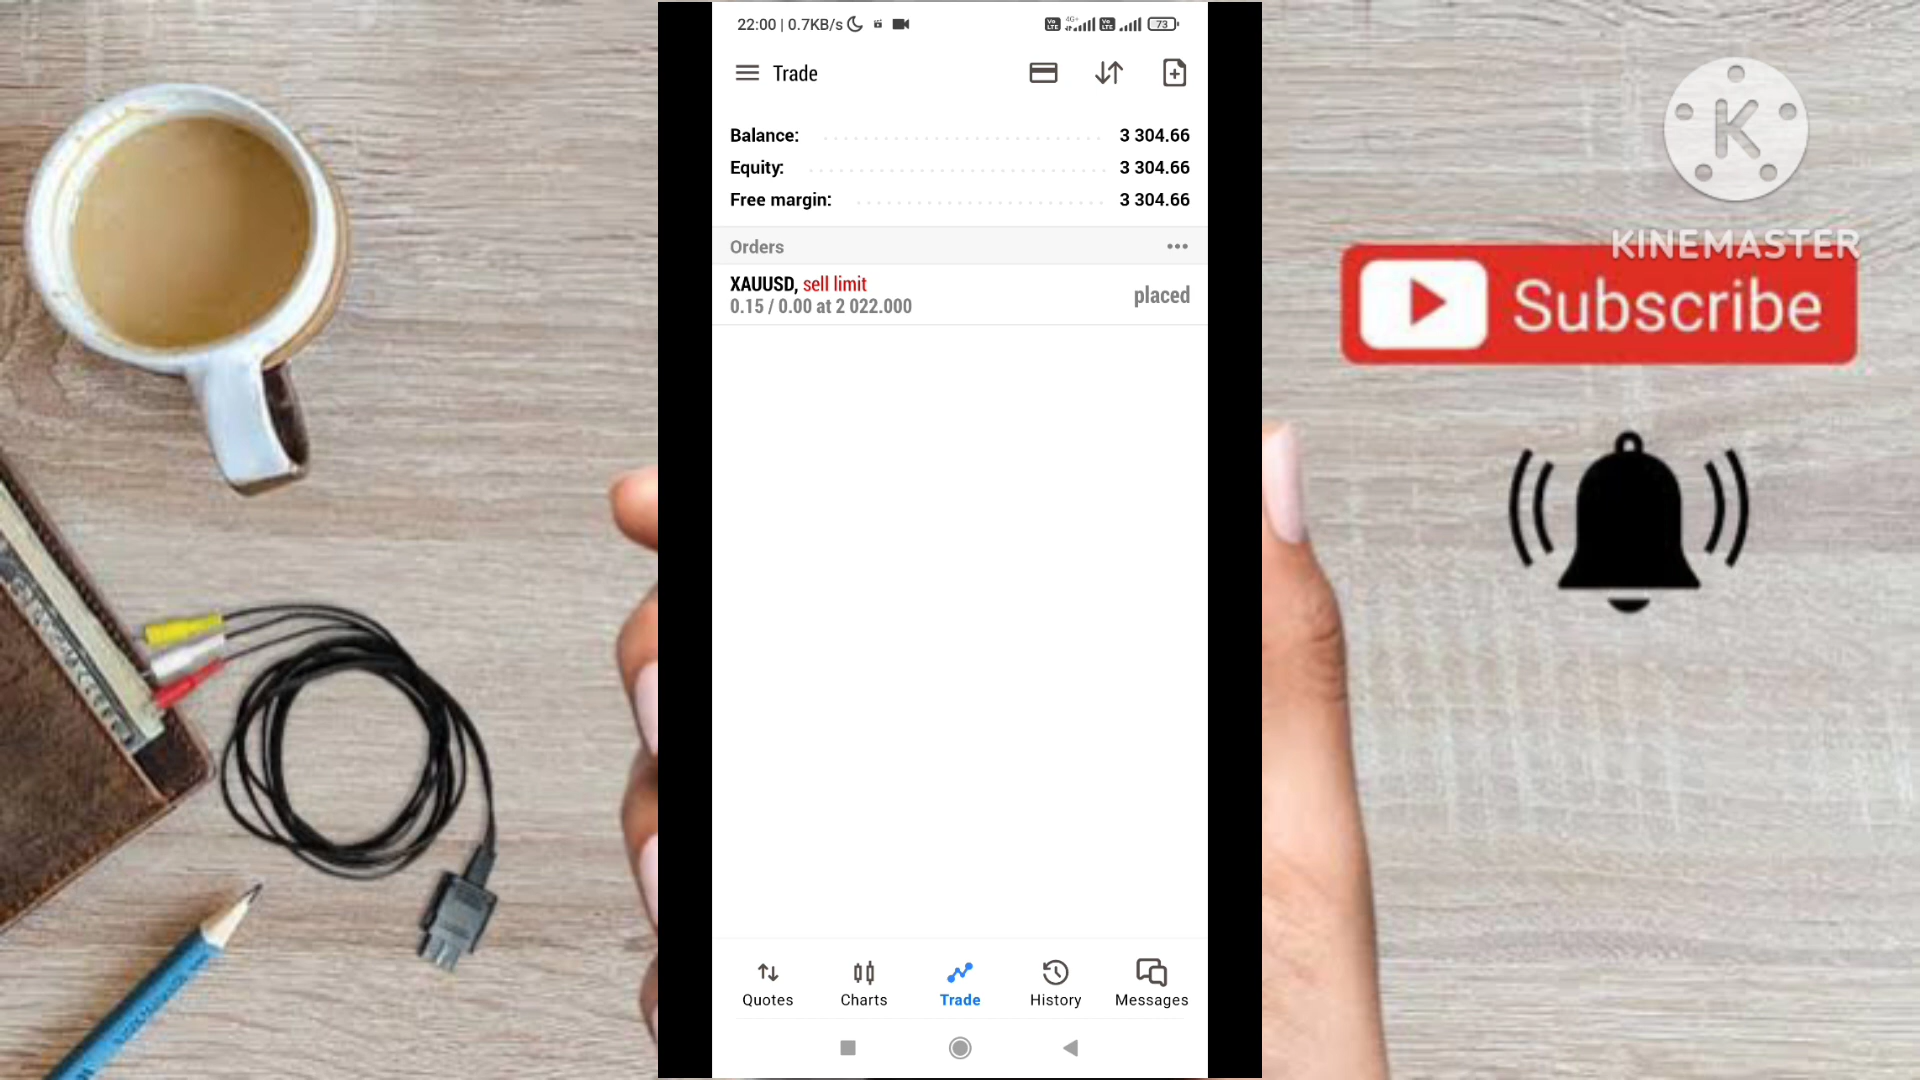 22:00 | 0.7KB/s
4G+
73
Trade
Balance: 3 304.66
Equity: 3 304.66
Free margin: 3 304.66
Orders
XAUUSD, sell limit
0.15 / 0.00 at 2 022.000
placed
Quotes
Charts
Trade
History
Messages
K
KINEMASTER
Subscribe